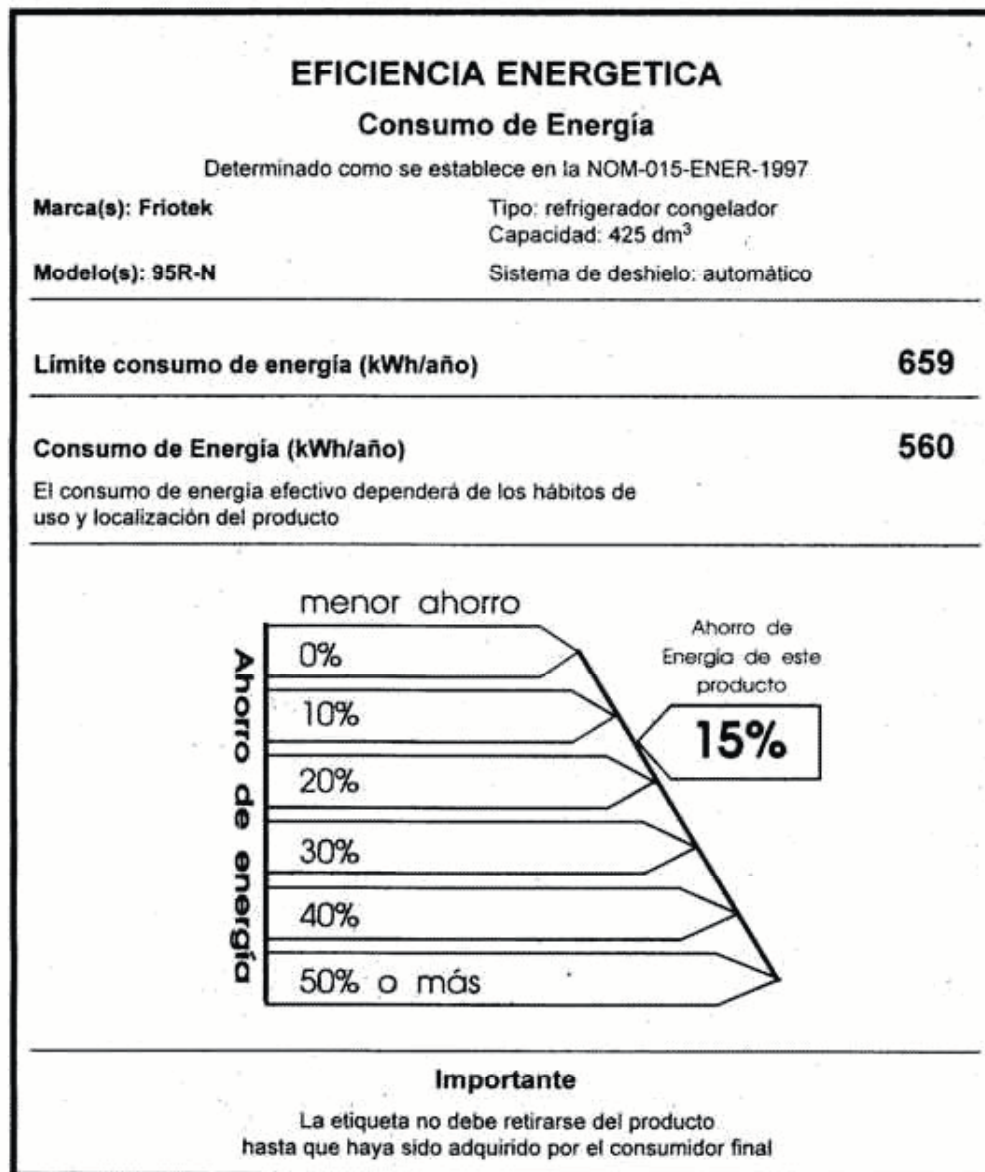 EFICIENCIA ENERGETICA
Consumo de Energía
Determinado como se establece en la NOM-015-ENER-1997
Marca(s): Friotek
Tipo: refrigerador congelador
Capacidad: 425 dm³
Modelo(s): 95R-N
Sistema de deshielo: automático
Límite consumo de energía (kWh/año) 659
Consumo de Energía (kWh/año) 560
El consumo de energía efectivo dependerá de los hábitos de
uso y localización del producto
menor ahorro
Ahorro de energía
0%
10%
20%
30%
40%
50% o más
Ahorro de
Energía de este
producto
15%
Importante
La etiqueta no debe retirarse del producto
hasta que haya sido adquirido por el consumidor final